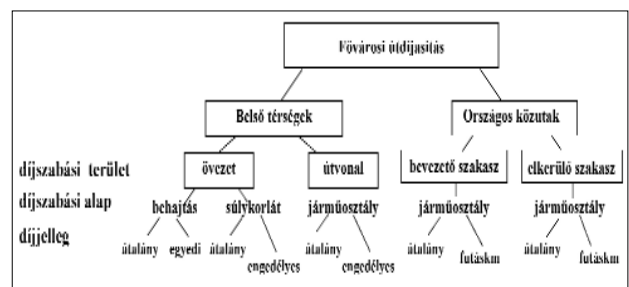 Fővárosi útdíjasítás
Belső térségek Országos közutak
díjszabási terület övezet útvonal bevezető szakasz elkerülő szakasz
díjszabási alap behajtás súlykorlát járműosztály járműosztály járműosztály
díjjelleg átalány egyedi átalány engedélyes átalány engedélyes átalány futáskm átalány futáskm